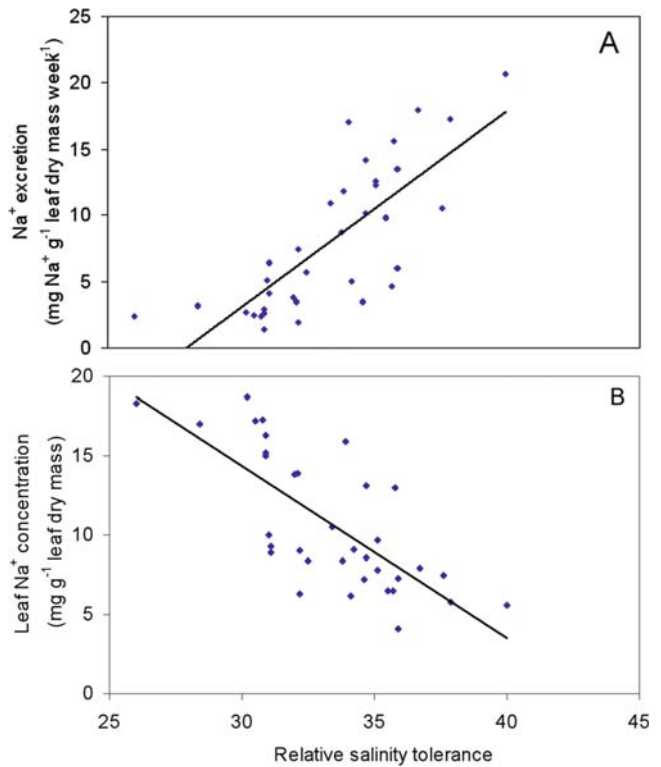 25
20
15
10
5
0
A
Na⁺ excretion
(mg Na⁺ g⁻¹ leaf dry mass week⁻¹)
20
15
10
5
0
B
Leaf Na⁺ concentration
(mg g⁻¹ leaf dry mass)
25 30 35 40 45
Relative salinity tolerance